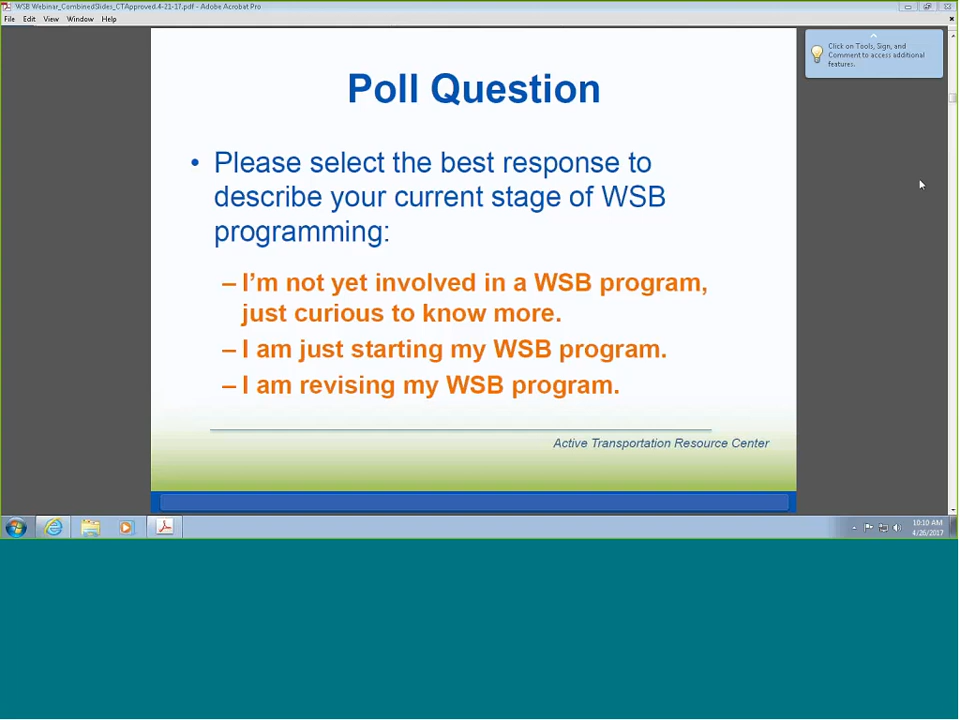 WSB Webinar_CombinedSlides_CTApproved.4-21-17.pdf - Adobe Acrobat Pro
File Edit View Window Help
Click on Tools, Sign, and
Comment to access additional
features.
Poll Question
• Please select the best response to
describe your current stage of WSB
programming:
– I’m not yet involved in a WSB program,
just curious to know more.
– I am just starting my WSB program.
– I am revising my WSB program.
Active Transportation Resource Center
10:10 AM
4/26/2017